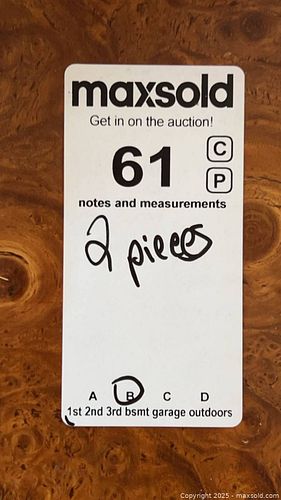 maxsold
Get in on the auction!
61
C
P
notes and measurements
2 pieces
A B C D
1st 2nd 3rd bsmt garage outdoors
Copyright 2025 - maxsold.com